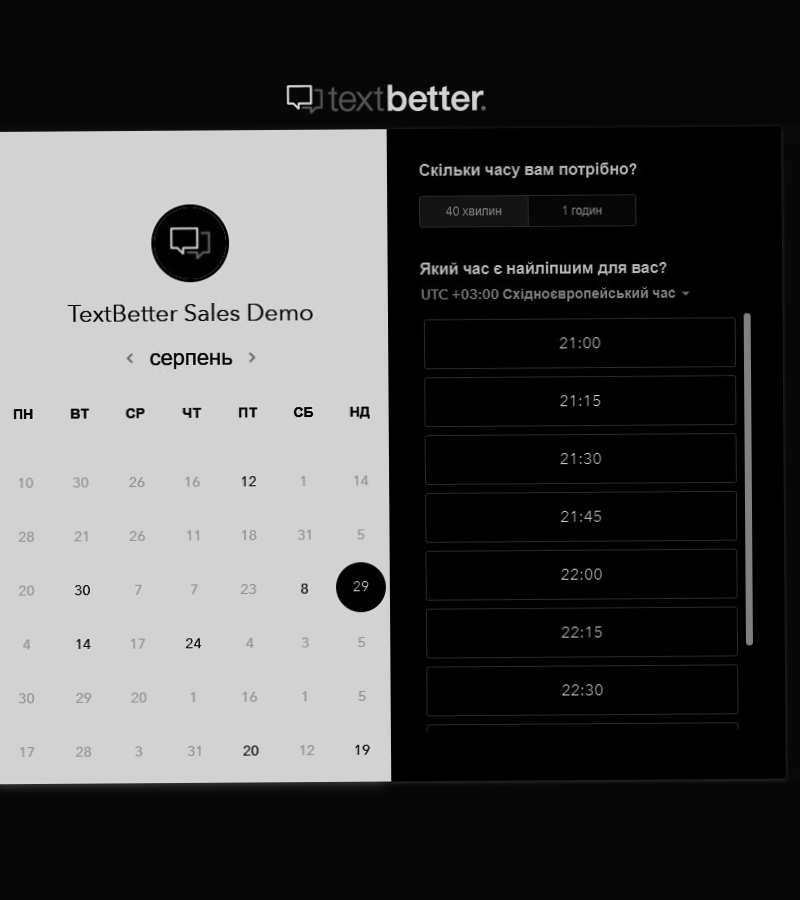 textbetter.
TextBetter Sales Demo
серпень
ПН ВТ СР ЧТ ПТ СБ НД
10 30 26 16 12 1 14
28 21 26 11 18 31 5
20 30 7 7 23 8 29
4 14 17 24 4 3 5
30 29 20 1 16 1 5
17 28 3 31 20 12 19
Скільки часу вам потрібно?
40 хвилин 1 годин
Який час є найліпшим для вас?
UTC +03:00 Східноєвропейський час
21:00
21:15
21:30
21:45
22:00
22:15
22:30